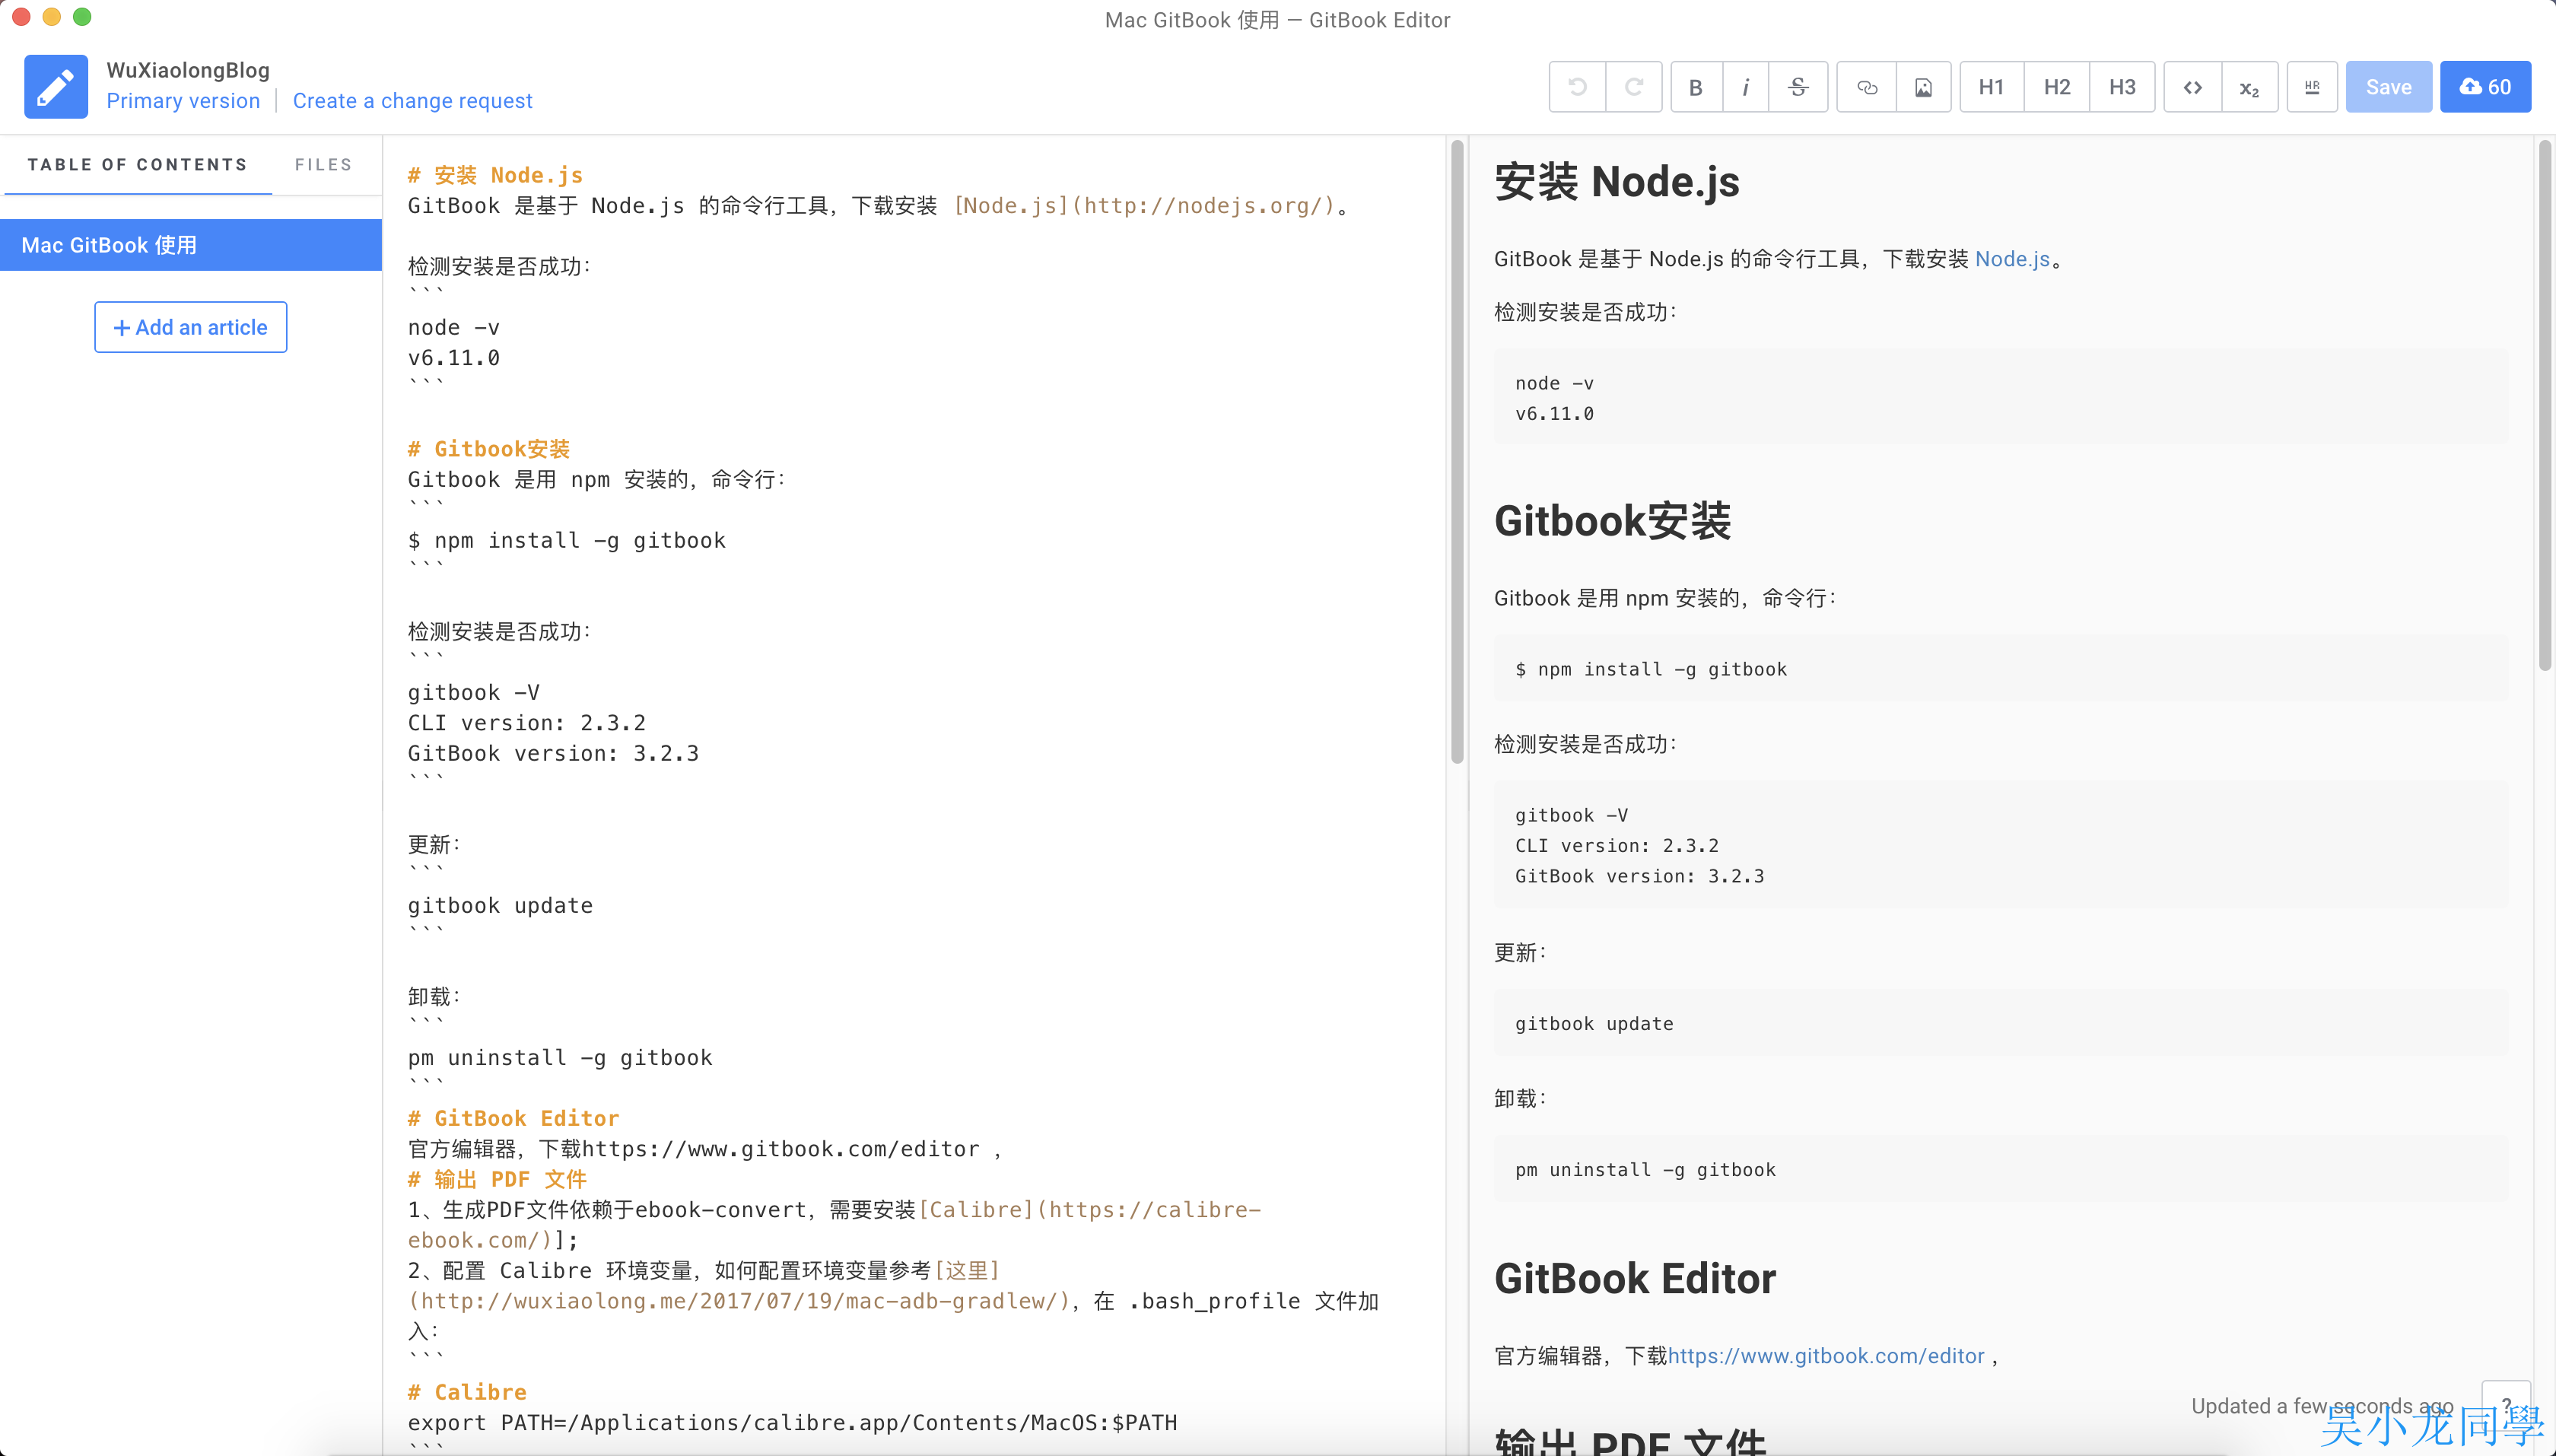 Mac GitBook 使用 — GitBook Editor
WuXiaolongBlog
Primary version
Create a change request
B
i
S
H1
H2
H3
<>
x₂
HR
Save
60
TABLE OF CONTENTS
FILES
Mac GitBook 使用
+ Add an article
# 安装 Node.js
GitBook 是基于 Node.js 的命令行工具，下载安装 [Node.js](http://nodejs.org/)。
检测安装是否成功：
```
node -v
v6.11.0
```
# Gitbook安装
Gitbook 是用 npm 安装的，命令行：
```
$ npm install -g gitbook
```
检测安装是否成功：
```
gitbook -V
CLI version: 2.3.2
GitBook version: 3.2.3
```
更新：
```
gitbook update
```
卸载：
```
pm uninstall -g gitbook
```
# GitBook Editor
官方编辑器，下载https://www.gitbook.com/editor ，
# 输出 PDF 文件
1、生成PDF文件依赖于ebook-convert，需要安装[Calibre](https://calibre-
ebook.com/)];
2、配置 Calibre 环境变量，如何配置环境变量参考[这里]
(http://wuxiaolong.me/2017/07/19/mac-adb-gradlew/)，在 .bash_profile 文件加
入：
```
# Calibre
export PATH=/Applications/calibre.app/Contents/MacOS:$PATH
```
安装 Node.js
GitBook 是基于 Node.js 的命令行工具，下载安装 Node.js。
检测安装是否成功：
node -v
v6.11.0
Gitbook安装
Gitbook 是用 npm 安装的，命令行：
$ npm install -g gitbook
检测安装是否成功：
gitbook -V
CLI version: 2.3.2
GitBook version: 3.2.3
更新：
gitbook update
卸载：
pm uninstall -g gitbook
GitBook Editor
官方编辑器，下载https://www.gitbook.com/editor ，
输出 PDF 文件
Updated a few seconds ago
?
吴小龙同學